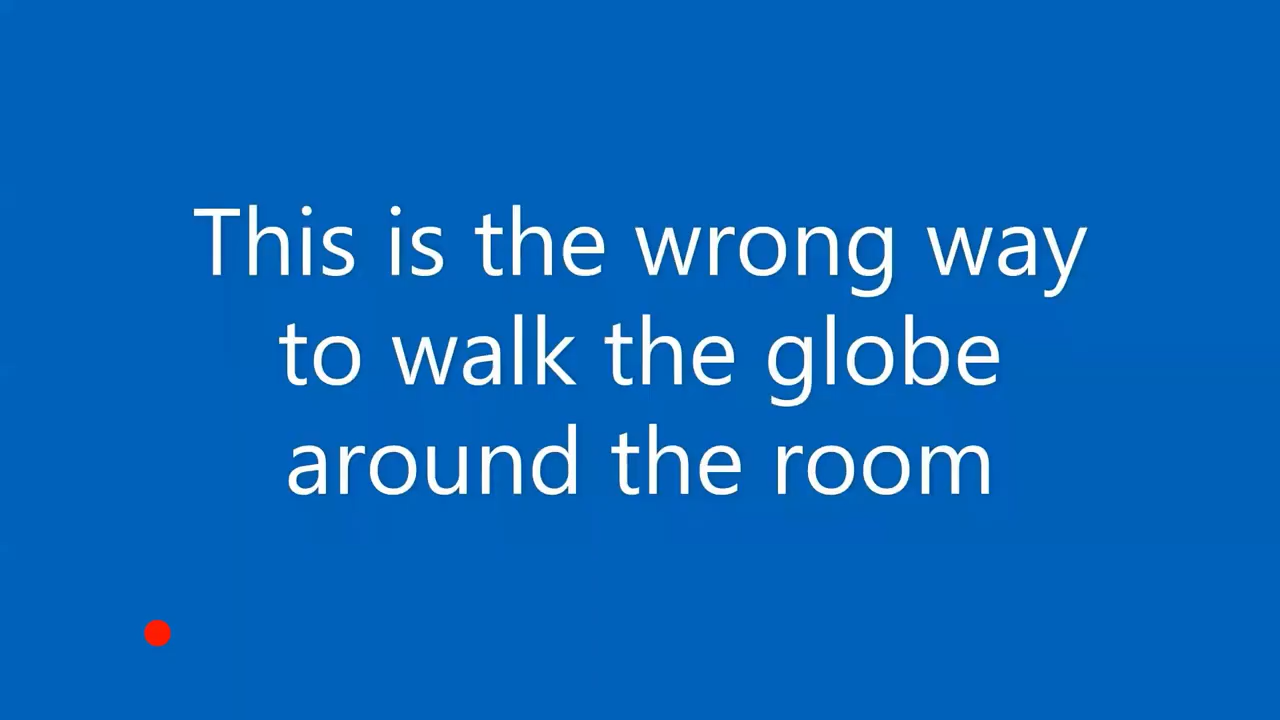 This is the wrong way
to walk the globe
around the room